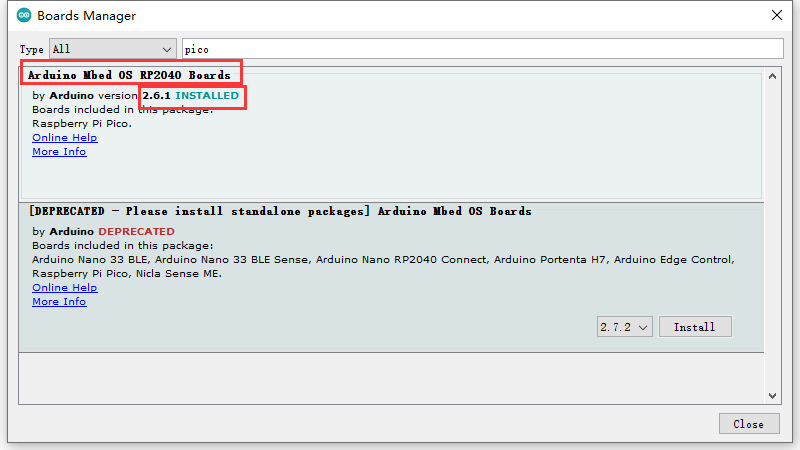 Boards Manager
Type All pico
Arduino Mbed OS RP2040 Boards
by Arduino version 2.6.1 INSTALLED
Boards included in this package:
Raspberry Pi Pico.
Online Help
More Info
[DEPRECATED - Please install standalone packages] Arduino Mbed OS Boards
by Arduino DEPRECATED
Boards included in this package:
Arduino Nano 33 BLE, Arduino Nano 33 BLE Sense, Arduino Nano RP2040 Connect, Arduino Portenta H7, Arduino Edge Control,
Raspberry Pi Pico, Nicla Sense ME.
Online Help
More Info
2.7.2 Install
Close